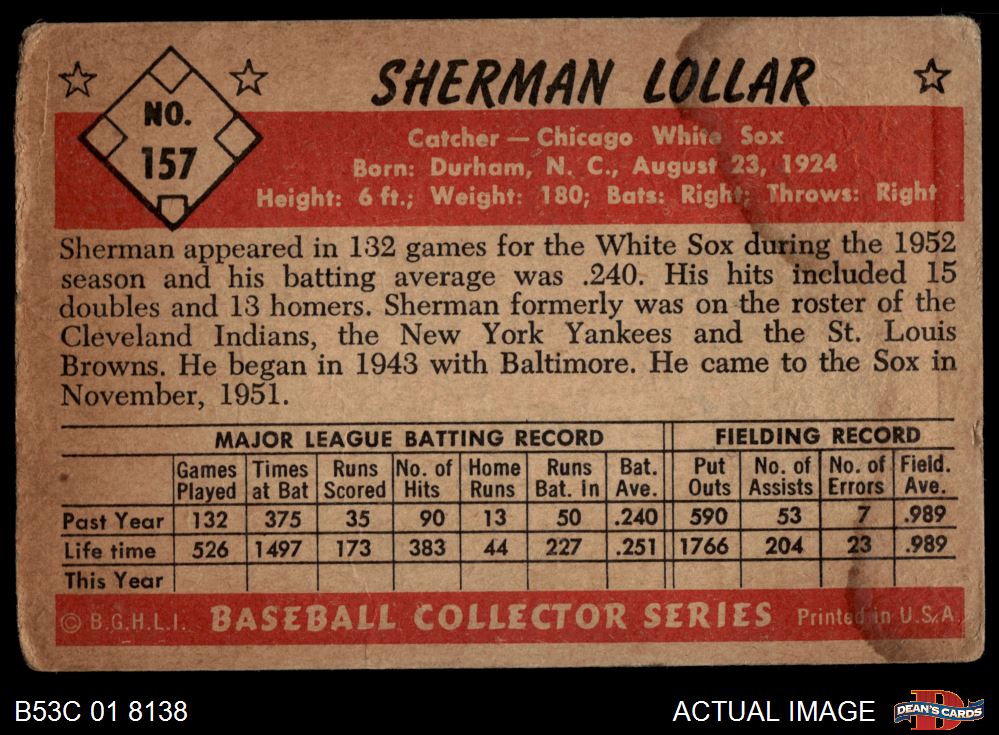 NO.
157
SHERMAN LOLLAR
Catcher — Chicago White Sox
Born: Durham, N. C., August 23, 1924
Height: 6 ft.; Weight: 180; Bats: Right; Throws: Right
Sherman appeared in 132 games for the White Sox during the 1952
season and his batting average was .240. His hits included 15
doubles and 13 homers. Sherman formerly was on the roster of the
Cleveland Indians, the New York Yankees and the St. Louis
Browns. He began in 1943 with Baltimore. He came to the Sox in
November, 1951.
MAJOR LEAGUE BATTING RECORD FIELDING RECORD
Games Times Runs No. of Home Runs Bat. Put No. of No. of Field.
Played at Bat Scored Hits Runs Bat. In Ave. Outs Assists Errors Ave.
Past Year 132 375 35 90 13 50 .240 590 53 7 .989
Life time 526 1497 173 383 44 227 .251 1766 204 23 .989
This Year
© B.G.H.L.I. BASEBALL COLLECTOR SERIES Printed in U.S.A.
B53C 01 8138 ACTUAL IMAGE DEAN'S CARDS